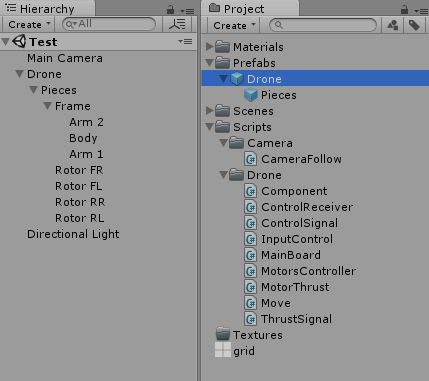 Hierarchy
Create
All
Test
Main Camera
Drone
Pieces
Frame
Arm 2
Body
Arm 1
Rotor FR
Rotor FL
Rotor RR
Rotor RL
Directional Light
Project
Create
Materials
Prefabs
Drone
Pieces
Scenes
Scripts
Camera
C# CameraFollow
Drone
C# Component
C# ControlReceiver
C# ControlSignal
C# InputControl
C# MainBoard
C# MotorsController
C# MotorThrust
C# Move
C# ThrustSignal
Textures
grid